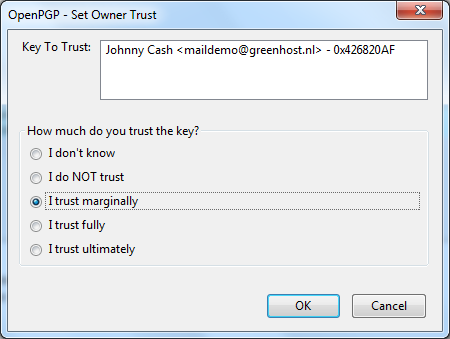 OpenPGP - Set Owner Trust
Key To Trust: Johnny Cash <maildemo@greenhost.nl> - 0x426820AF
How much do you trust the key?
I don't know
I do NOT trust
I trust marginally
I trust fully
I trust ultimately
OK Cancel